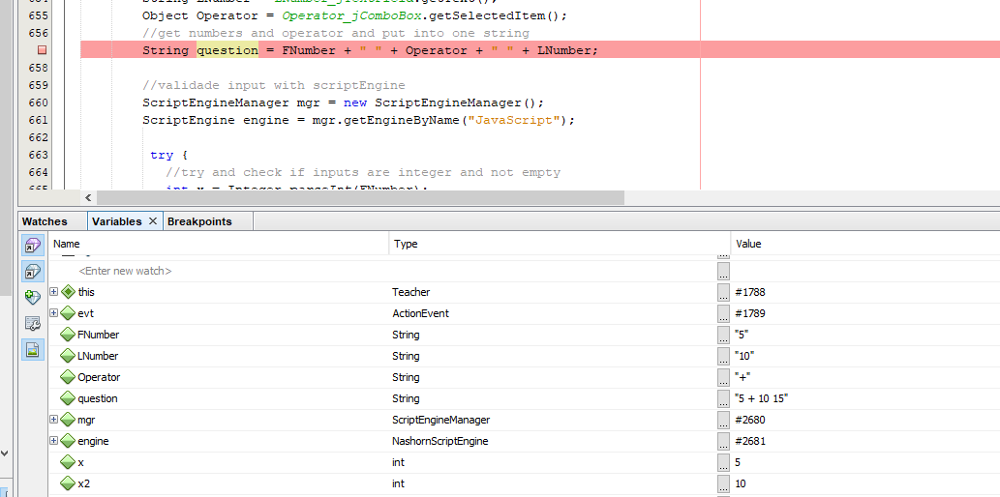 655 Object Operator = Operator_jComboBox.getSelectedItem();
656 //get numbers and operator and put into one string
String question = FNumber + " " + Operator + " " + LNumber;
658
659 //validade input with scriptEngine
660 ScriptEngineManager mgr = new ScriptEngineManager();
661 ScriptEngine engine = mgr.getEngineByName("JavaScript");
662
663 try {
664 //try and check if inputs are integer and not empty
Watches Variables × Breakpoints
Name Type Value
<Enter new watch> ...
this Teacher ... #1788
evt ActionEvent ... #1789
FNumber String ... "5"
LNumber String ... "10"
Operator String ... "+"
question String ... "5 + 10 15"
mgr ScriptEngineManager ... #2680
engine NashornScriptEngine ... #2681
x int ... 5
x2 int ... 10